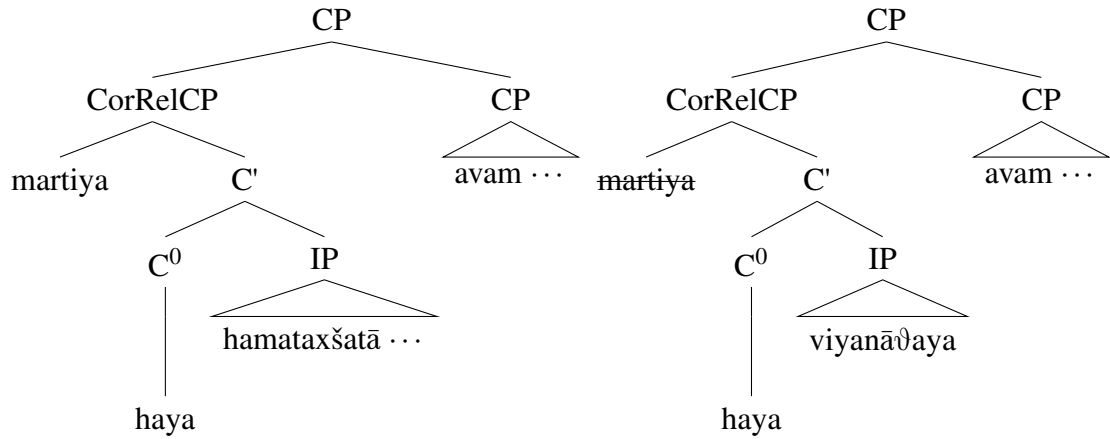 CP CP
CorRelCP CP CorRelCP CP
martiya C' avam ⋯ martiya C' avam ⋯
C⁰ IP C⁰ IP
hamataxšatā ⋯ viyanāϑaya
haya haya